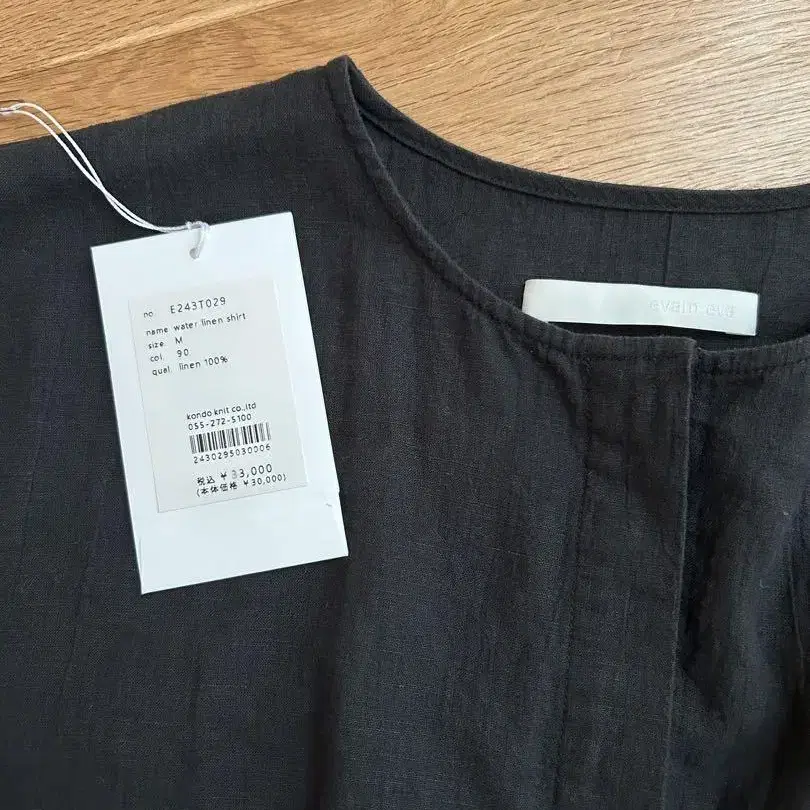 no. E243T029
name water linen shirt
size. M
col. 90
qual. linen 100%
kondo knit co.,ltd
055-272-5100
2430295030006
税込 ¥33,000
(本体価格 ¥30,000)
evam eva